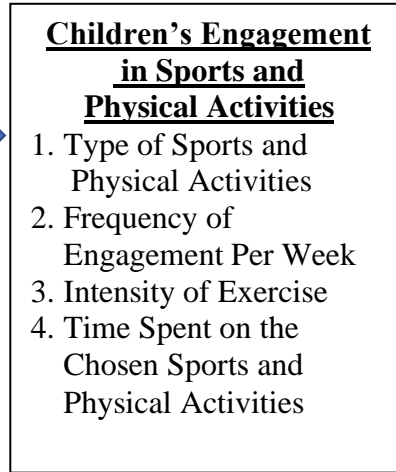 Children’s Engagement
in Sports and
Physical Activities
1. Type of Sports and
Physical Activities
2. Frequency of
Engagement Per Week
3. Intensity of Exercise
4. Time Spent on the
Chosen Sports and
Physical Activities